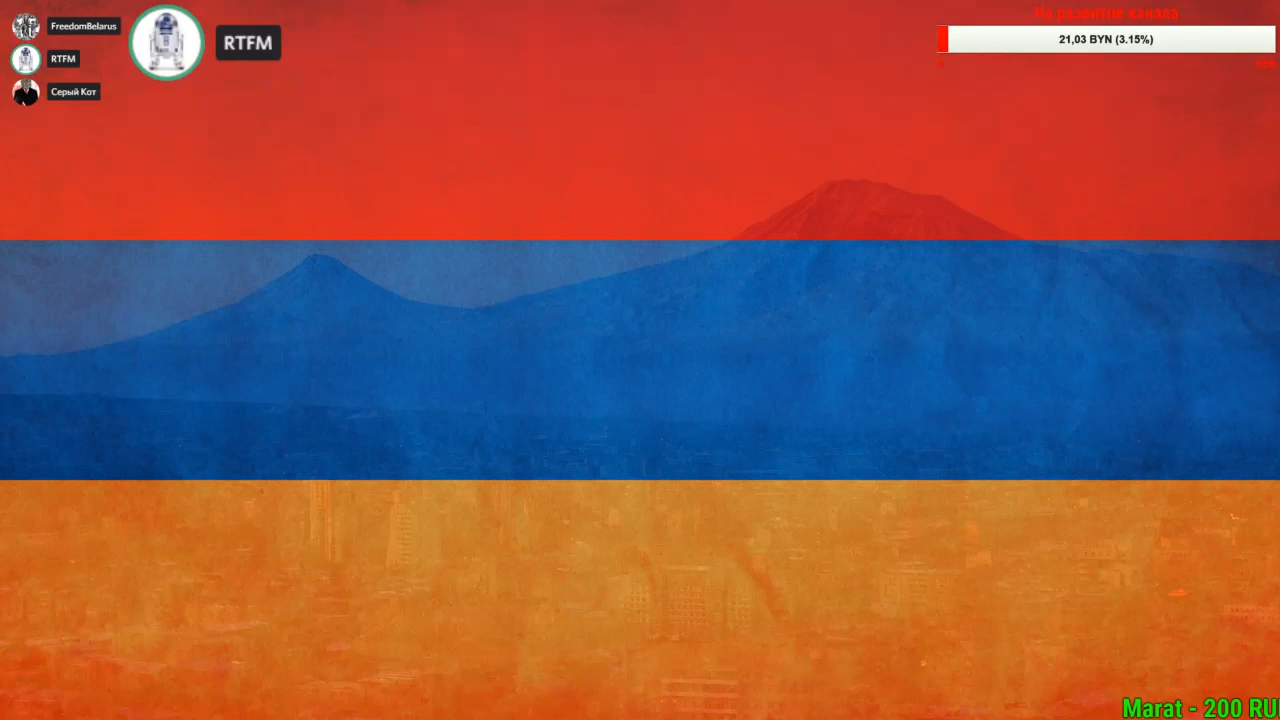 FreedomBelarus
RTFM
Серый Кот
RTFM
На развитие канала
21,03 BYN (3.15%)
Marat - 200 RU